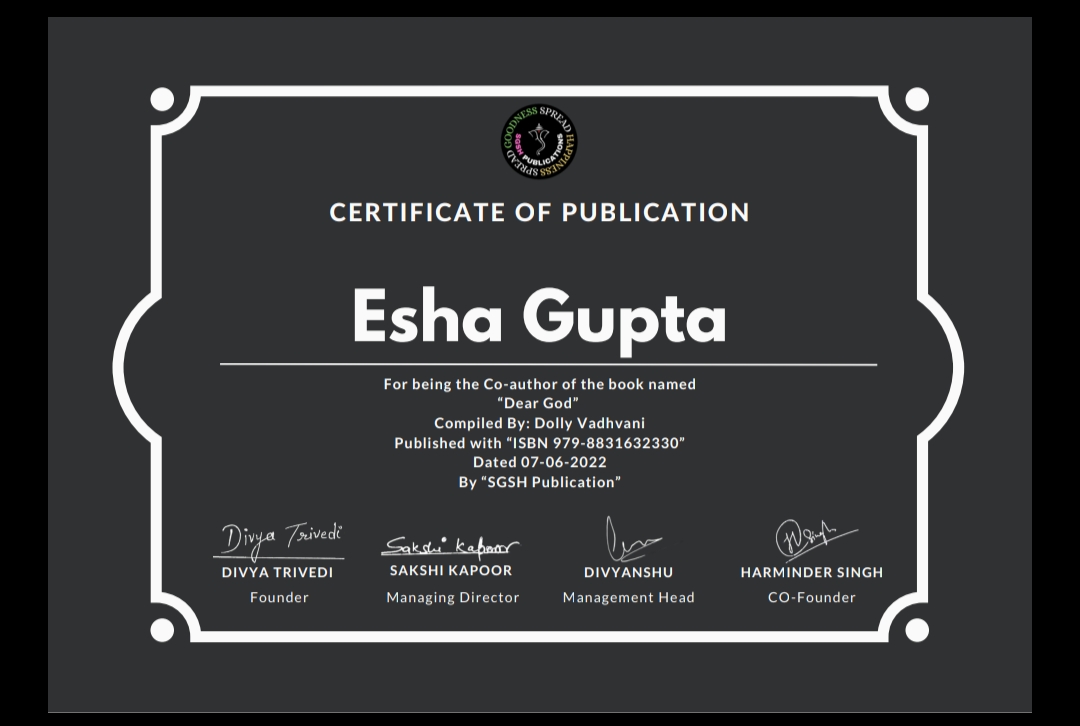 SPREAD GOODNESS SPREAD HAPPINESS
SGSH PUBLICATIONS
CERTIFICATE OF PUBLICATION
Esha Gupta
For being the Co-author of the book named
“Dear God”
Compiled By: Dolly Vadhvani
Published with “ISBN 979-8831632330”
Dated 07-06-2022
By “SGSH Publication”
Divya Trivedi
Sakshi Kapoor
DIVYA TRIVEDI
SAKSHI KAPOOR
DIVYANSHU
HARMINDER SINGH
Founder
Managing Director
Management Head
CO-Founder